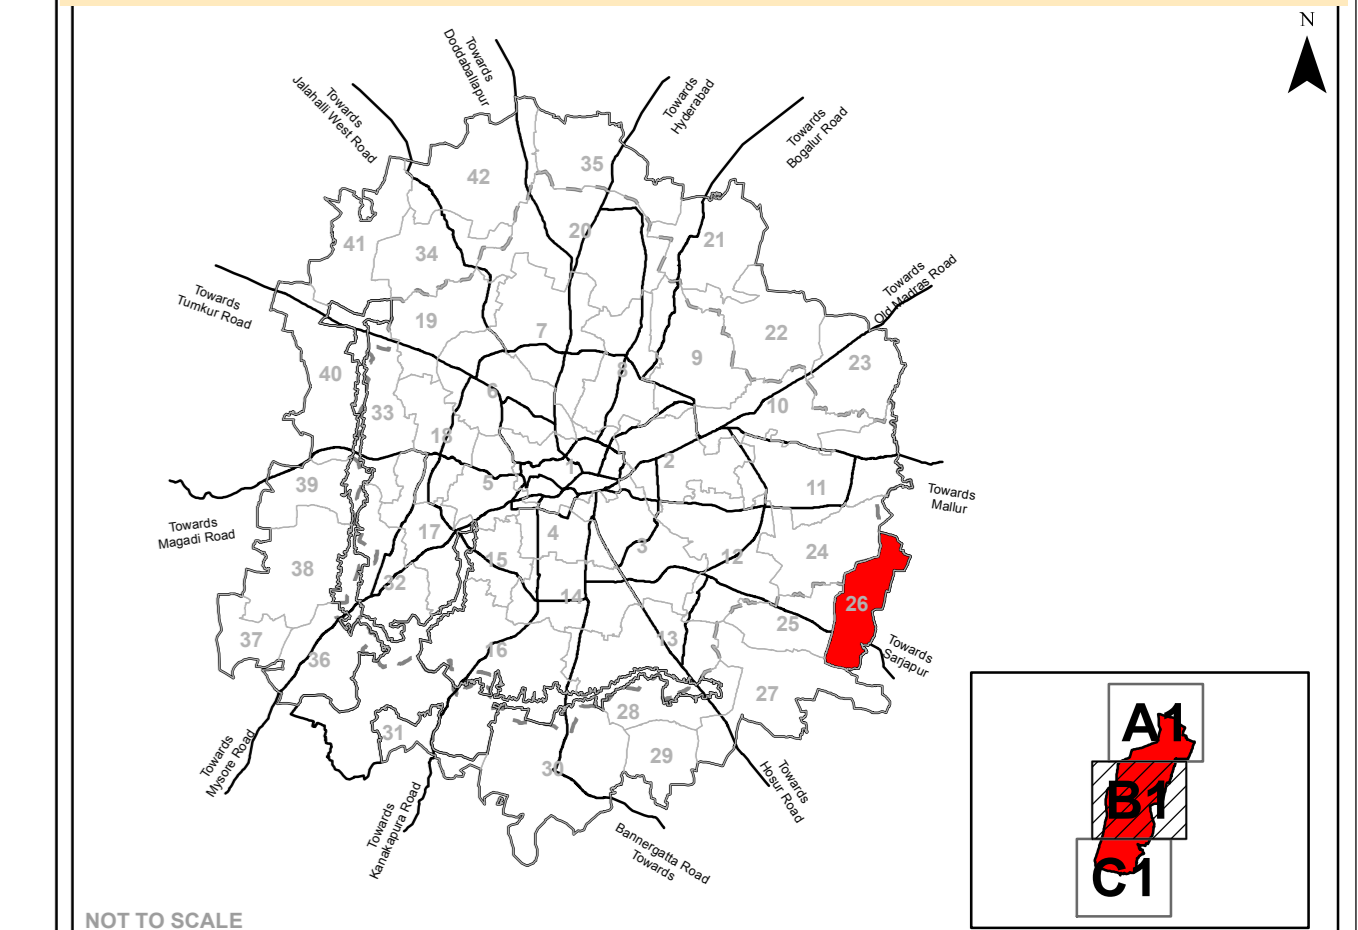 N
Towards
Doddaballapur
Towards
Jalahalli West Road
Towards
Hyderabad
Towards
Bogalur Road
42
35
20
21
41
34
Towards
Old Madras Road
Towards
Tumkur Road
19
7
22
23
40
8
9
6
10
33
18
1
2
39
5
11
Towards
Mallur
Towards
Magadi Road
17
4
3
12
24
15
38
32
14
26
25
37
13
16
36
Towards
Sarjapur
27
28
31
29
30
Towards
Mysore Road
Towards
Kanakapura Road
Bannergatta Road
Towards
Towards
Hosur Road
A1
B1
C1
NOT TO SCALE